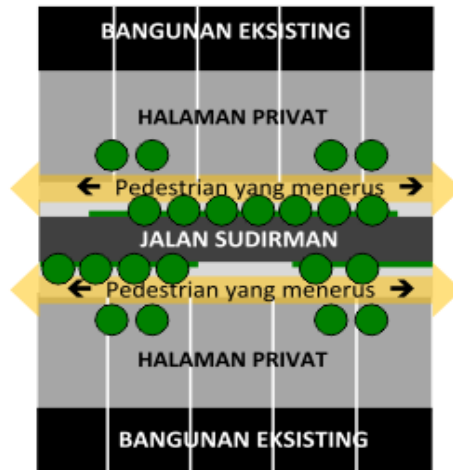 BANGUNAN EKSISTING
HALAMAN PRIVAT
← Pedestrian yang menerus →
JALAN SUDIRMAN
← Pedestrian yang menerus →
HALAMAN PRIVAT
BANGUNAN EKSISTING